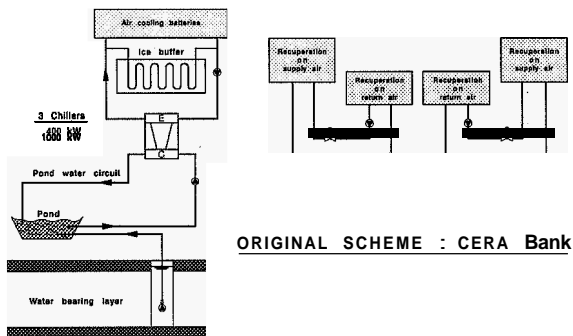 Air cooling batteries
Ice buffer
3 Chillers
400 kW
1000 kW
E
C
Pond water circuit
Pond
Water bearing layer
Recuperation
on
supply air
Recuperation
on
return air
Recuperation
on
return air
Recuperation
on
supply air
ORIGINAL SCHEME : CERA Bank